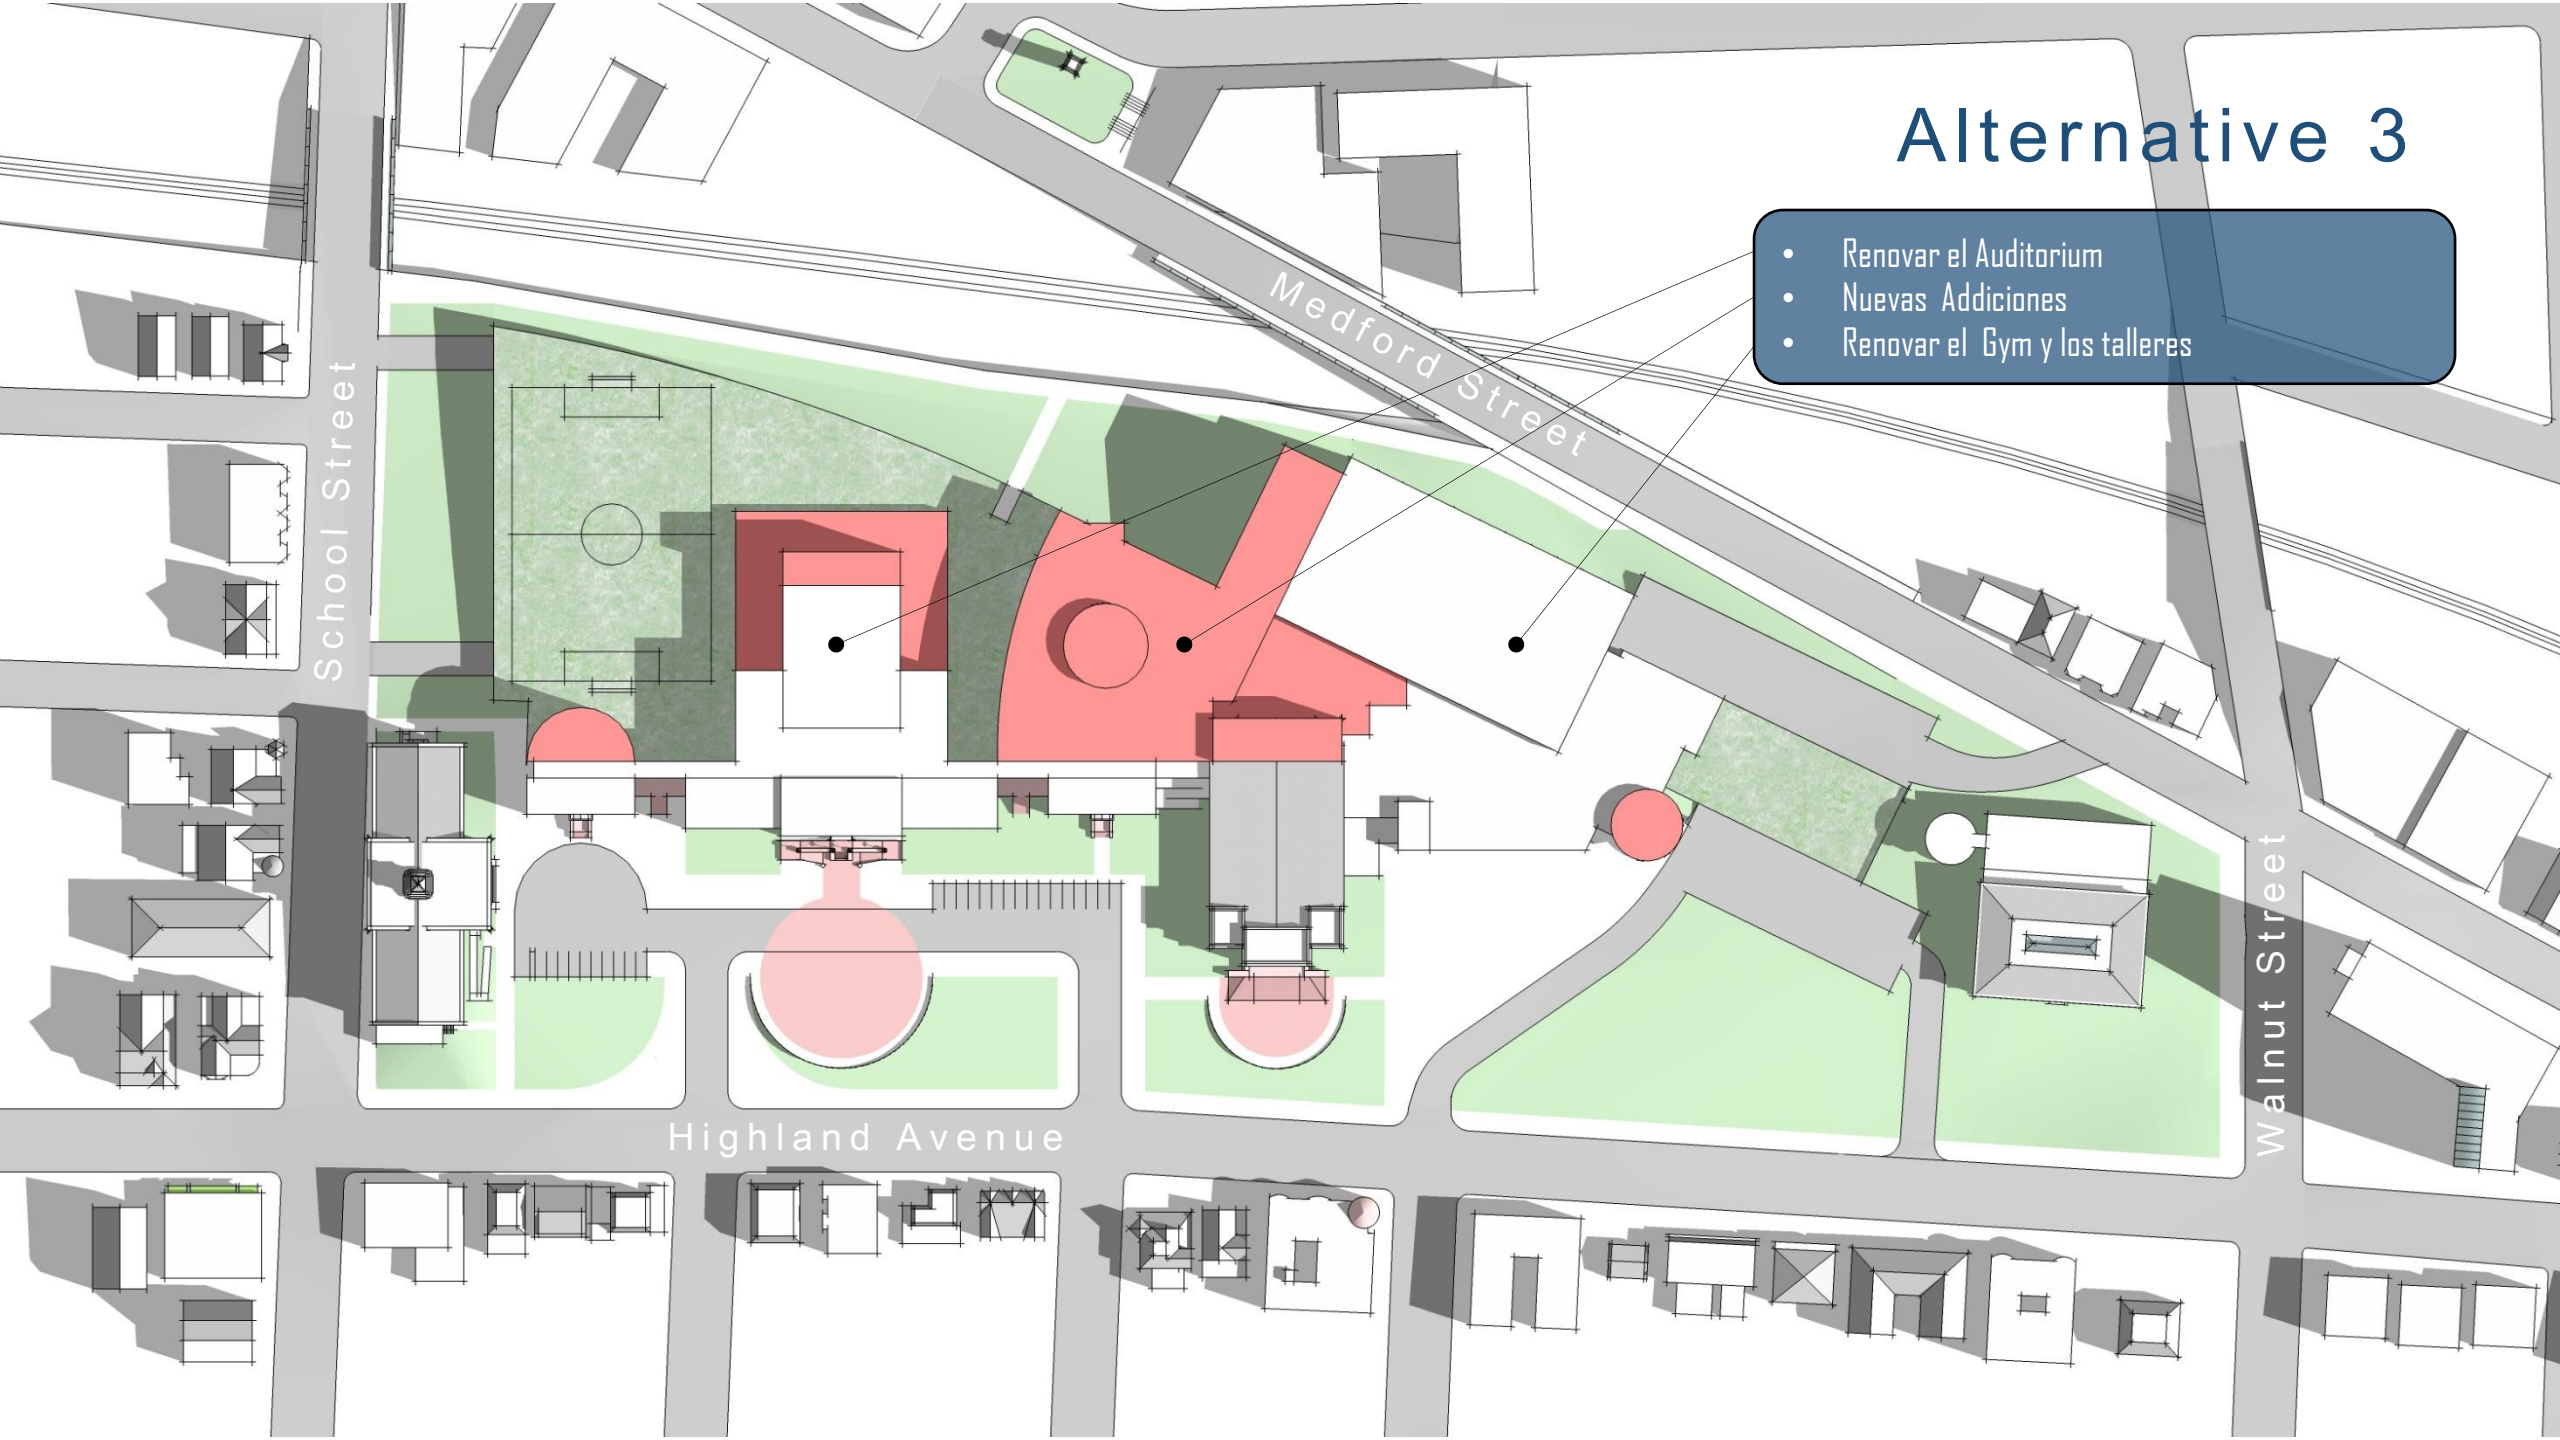 Alternative 3
• Renovar el Auditorium
• Nuevas Addiciones
• Renovar el Gym y los talleres
Medford Street
School Street
Walnut Street
Highland Avenue